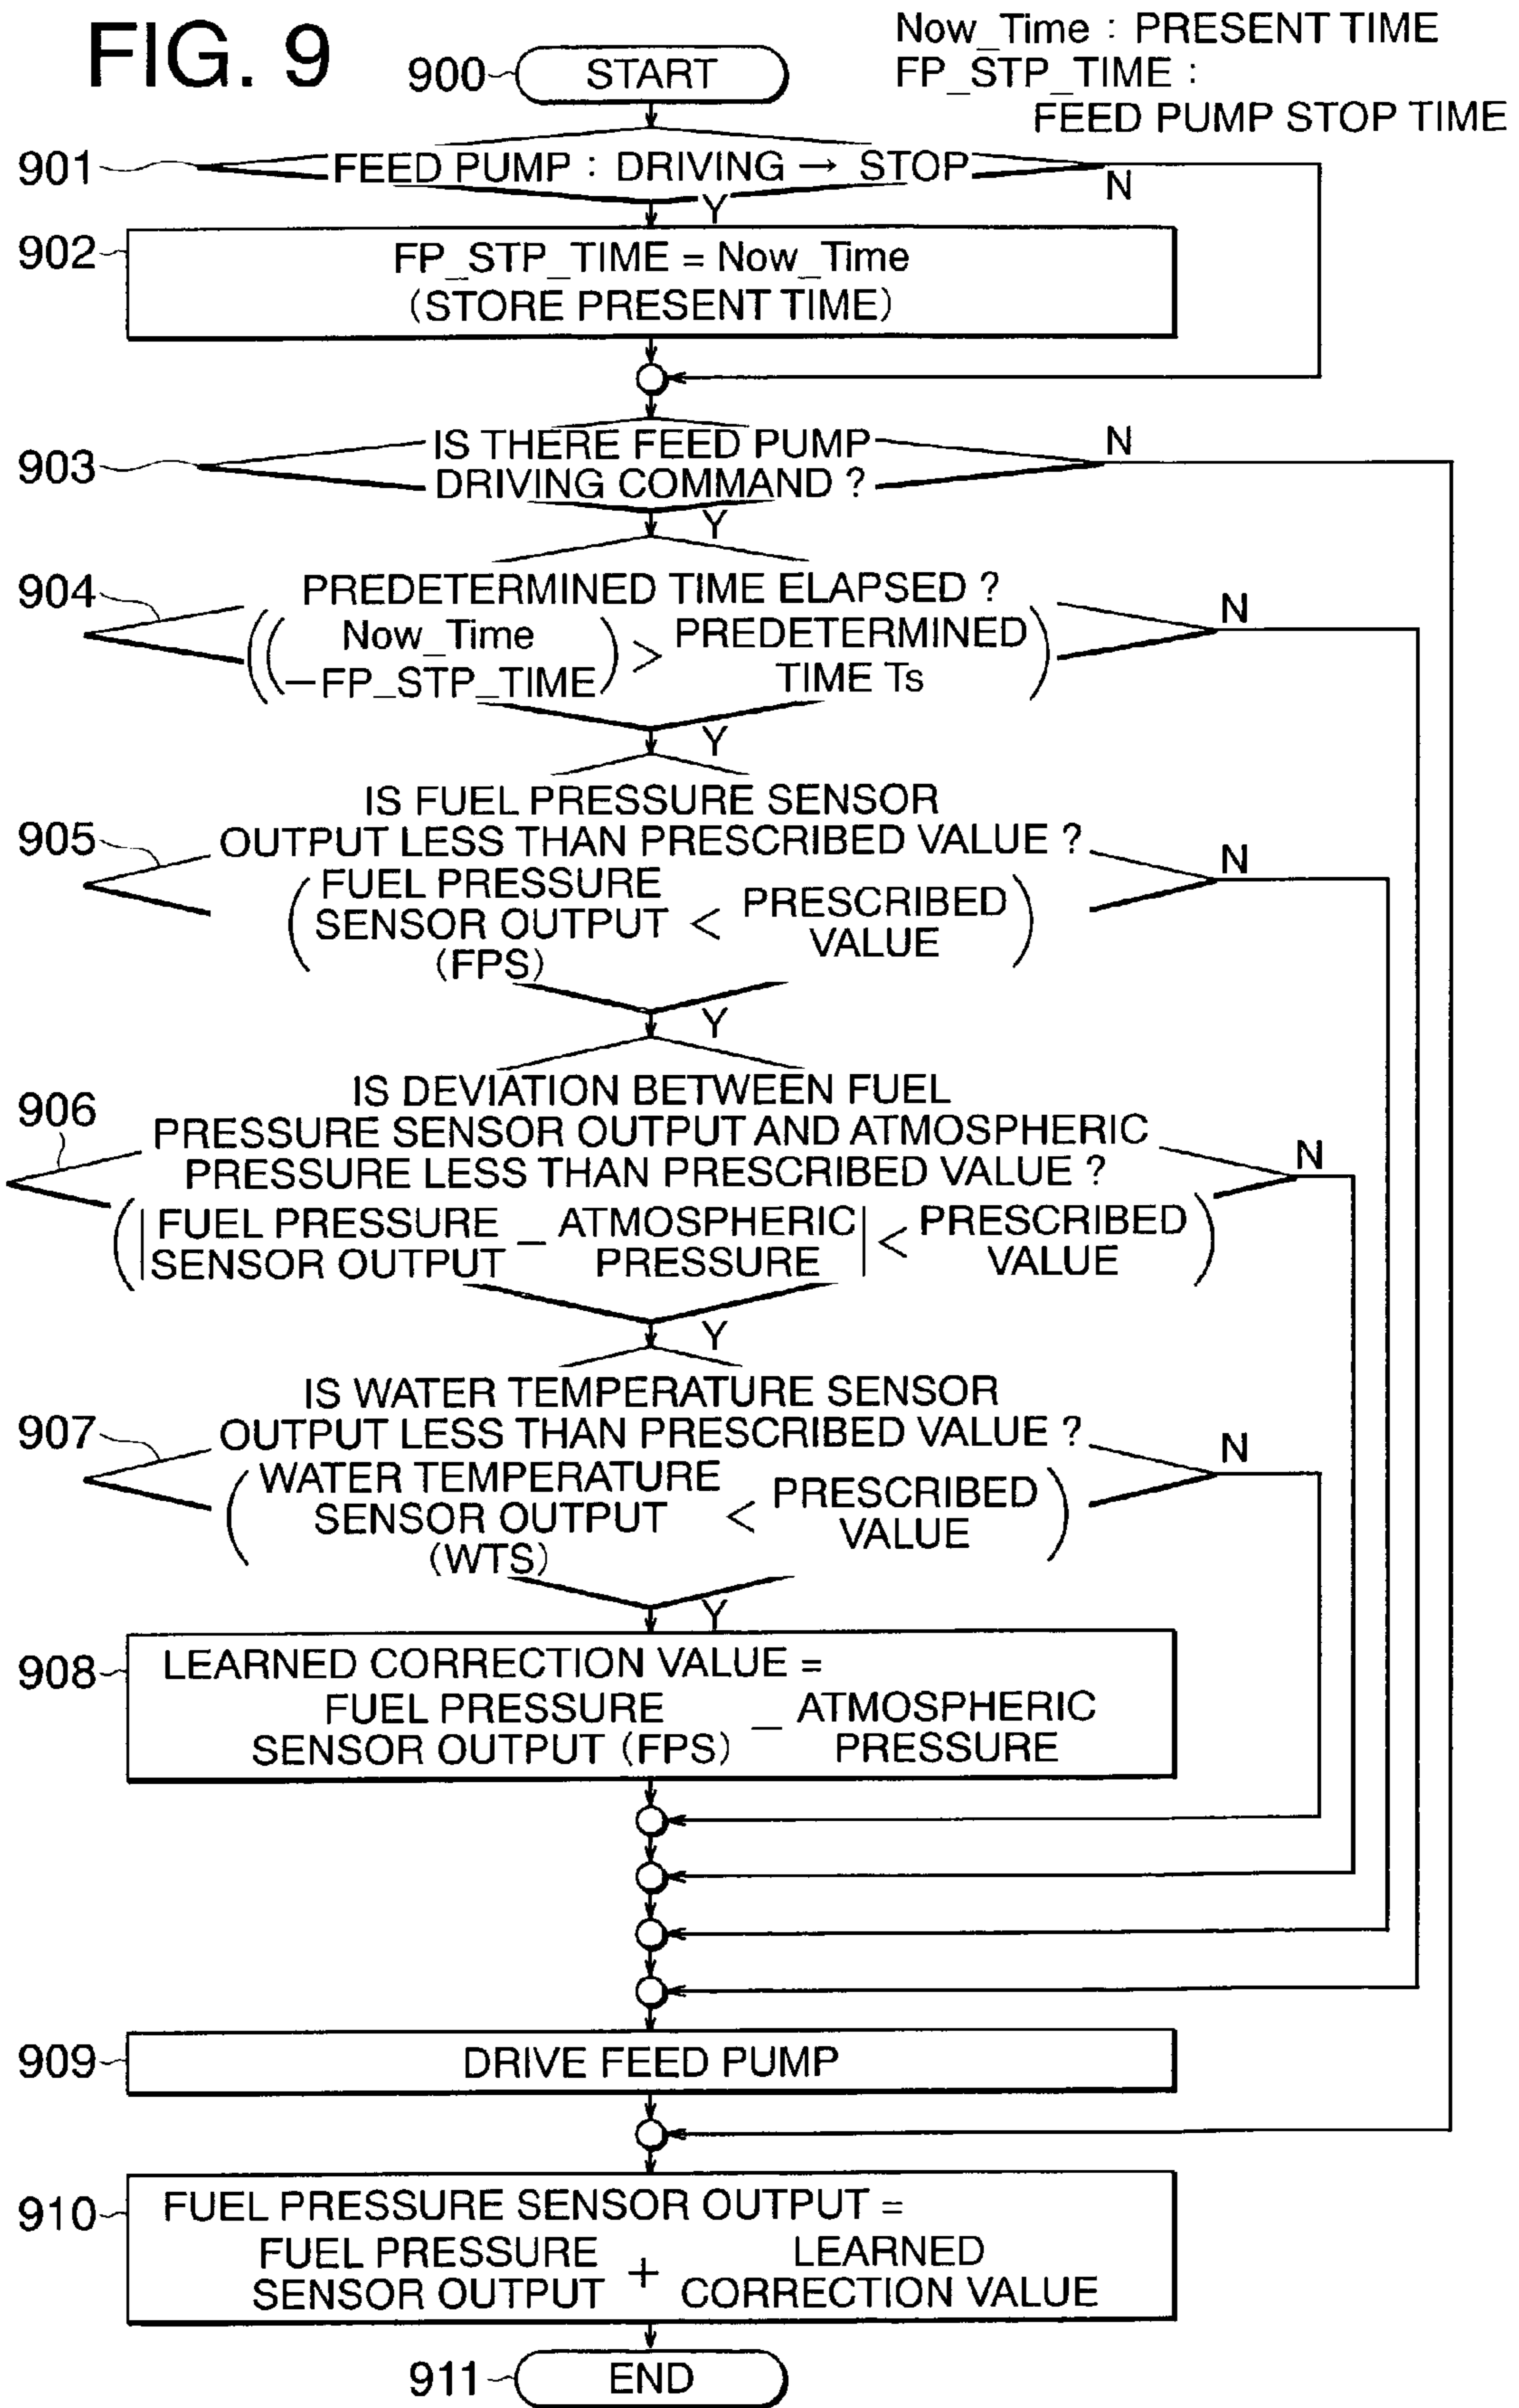 FIG. 9
Now_Time : PRESENT TIME
FP_STP_TIME :
FEED PUMP STOP TIME
900
START
901
FEED PUMP : DRIVING → STOP
N
Y
902
FP_STP_TIME = Now_Time
(STORE PRESENT TIME)
903
IS THERE FEED PUMP
DRIVING COMMAND ?
N
Y
904
PREDETERMINED TIME ELAPSED ?
N
((Now_Time
−FP_STP_TIME) > PREDETERMINED
TIME Ts)
Y
905
IS FUEL PRESSURE SENSOR
OUTPUT LESS THAN PRESCRIBED VALUE ?
N
(FUEL PRESSURE
SENSOR OUTPUT
(FPS) < PRESCRIBED
VALUE)
Y
906
IS DEVIATION BETWEEN FUEL
PRESSURE SENSOR OUTPUT AND ATMOSPHERIC
PRESSURE LESS THAN PRESCRIBED VALUE ?
N
(|FUEL PRESSURE
SENSOR OUTPUT − ATMOSPHERIC
PRESSURE| < PRESCRIBED
VALUE)
Y
907
IS WATER TEMPERATURE SENSOR
OUTPUT LESS THAN PRESCRIBED VALUE ?
N
(WATER TEMPERATURE
SENSOR OUTPUT
(WTS) < PRESCRIBED
VALUE)
Y
908
LEARNED CORRECTION VALUE =
FUEL PRESSURE
SENSOR OUTPUT (FPS) − ATMOSPHERIC
PRESSURE
909
DRIVE FEED PUMP
910
FUEL PRESSURE SENSOR OUTPUT =
FUEL PRESSURE
SENSOR OUTPUT + LEARNED
CORRECTION VALUE
911
END